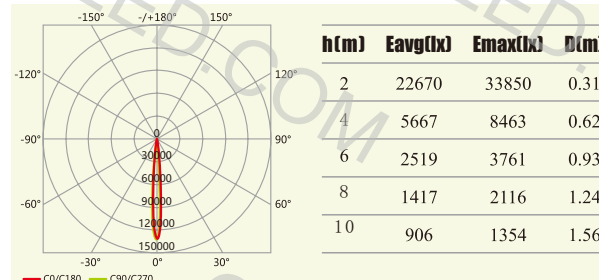 -150° -/+180° 150°
-120° 120°
-90° 90°
-60° 60°
-30° 0° 30°
0
30000
60000
90000
120000
150000
C0/C180 C90/C270
h(m) Eavg(lx) Emax(lx) D(m
2 22670 33850 0.31
4 5667 8463 0.62
6 2519 3761 0.93
8 1417 2116 1.24
10 906 1354 1.56
LED.COM